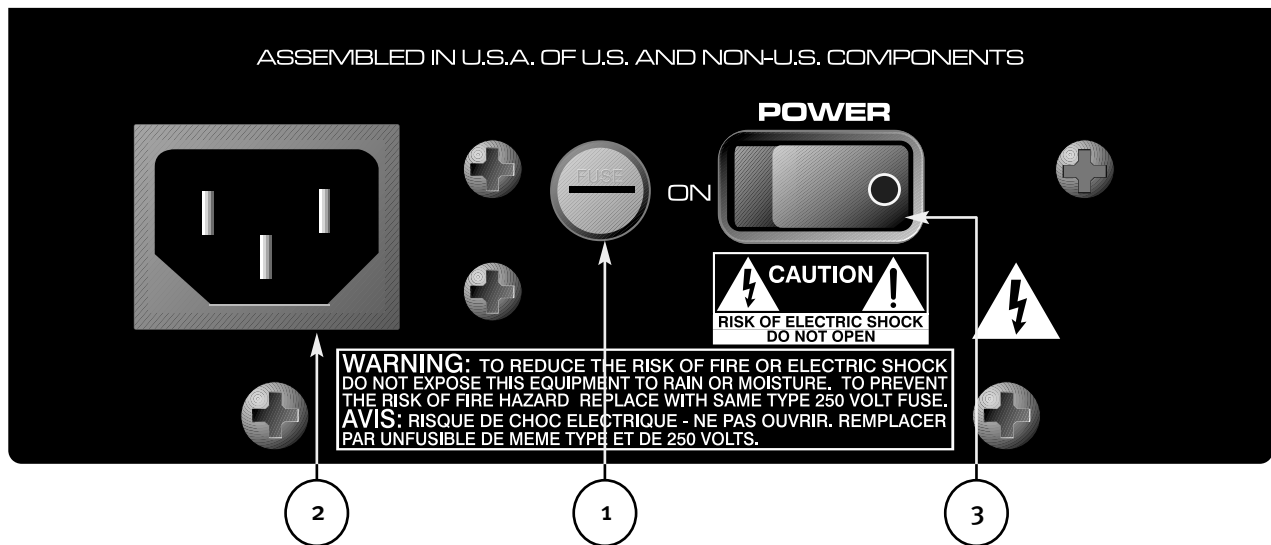 ASSEMBLED IN U.S.A. OF U.S. AND NON-U.S. COMPONENTS
POWER
FUSE
ON
CAUTION
RISK OF ELECTRIC SHOCK
DO NOT OPEN
WARNING: TO REDUCE THE RISK OF FIRE OR ELECTRIC SHOCK
DO NOT EXPOSE THIS EQUIPMENT TO RAIN OR MOISTURE. TO PREVENT
THE RISK OF FIRE HAZARD REPLACE WITH SAME TYPE 250 VOLT FUSE.
AVIS: RISQUE DE CHOC ELECTRIQUE - NE PAS OUVRIR. REMPLACER
PAR UNFUSIBLE DE MEME TYPE ET DE 250 VOLTS.
2
1
3